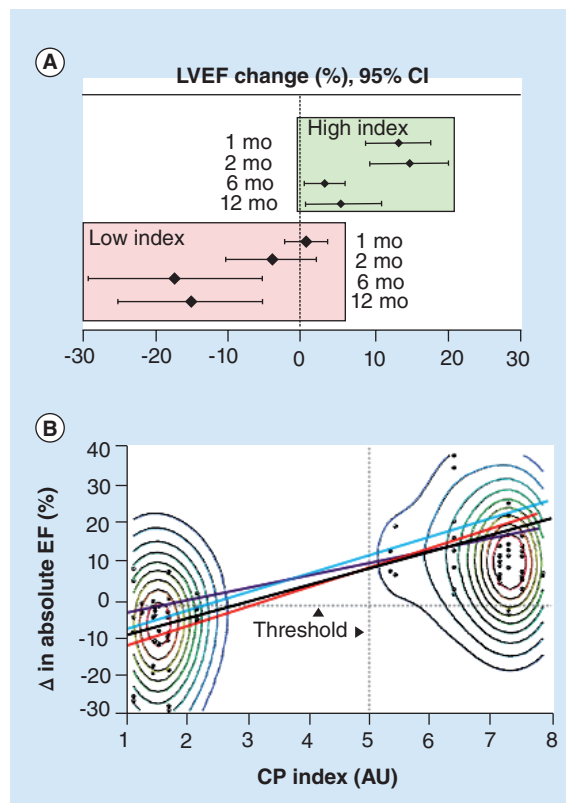 A
LVEF change (%), 95% CI
High index
1 mo
2 mo
6 mo
12 mo
Low index
1 mo
2 mo
6 mo
12 mo
-30 -20 -10 0 10 20 30
B
Δ in absolute EF (%)
40
30
20
10
0
-10
-20
-30
Threshold
1 2 3 4 5 6 7 8
CP index (AU)